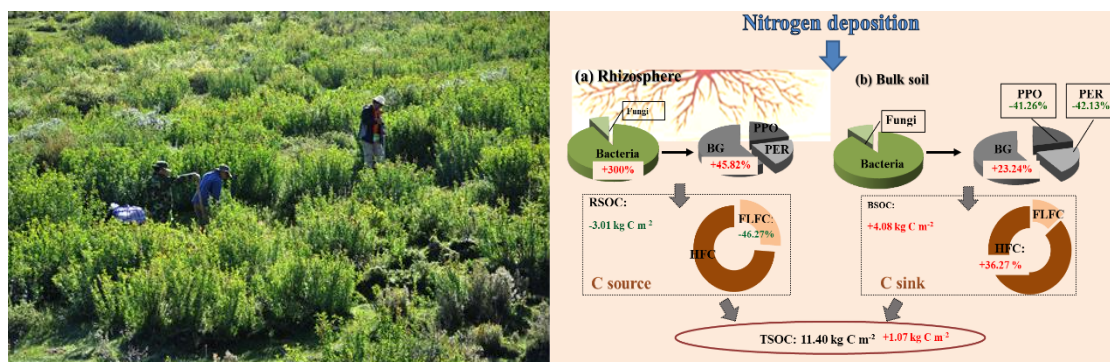 Nitrogen deposition
(a) Rhizosphere
Fungi
Bacteria
+300%
PPO
BG
PER
+45.82%
RSOC:
-3.01 kg C m-2
FLFC:
-46.27%
HFC
C source
(b) Bulk soil
PPO
-41.26%
PER
-42.13%
Fungi
Bacteria
BG
+23.24%
BSOC:
+4.08 kg C m-2
FLFC
HFC:
+36.27 %
C sink
TSOC: 11.40 kg C m-2 +1.07 kg C m-2